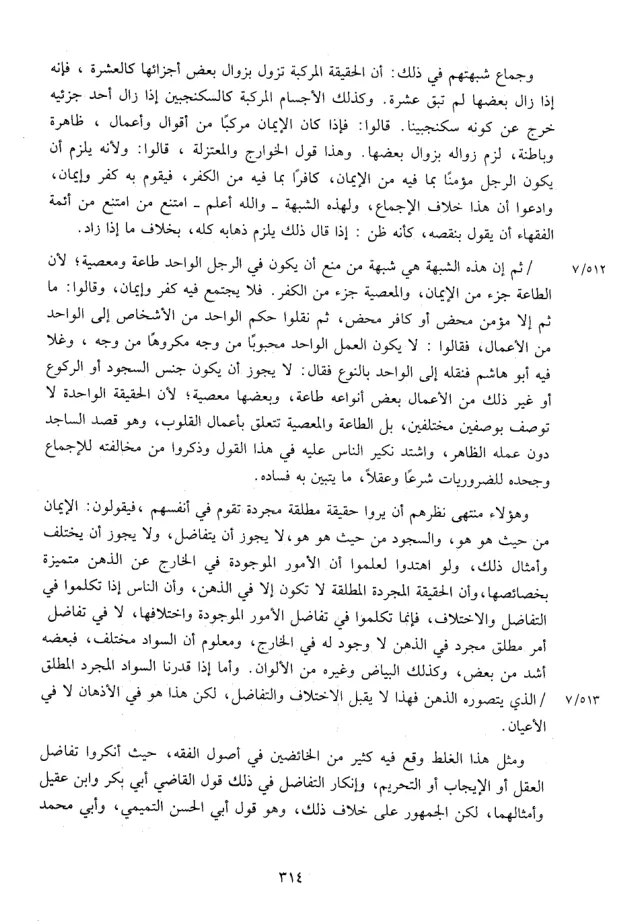 وجماع شبهتهم في ذلك: أن الحقيقة المركبة تزول بزوال بعض أجزائها كالعشرة ، فإنه
إذا زال بعضها لم تبق عشرة. وكذلك الأجسام المركبة كالسكنجبين إذا زال أحد جزئيه
خرج عن كونه سكنجبينا. قالوا: فإذا كان الإيمان مركبًا من أقوال وأعمال ، ظاهرة
وباطنة، لزم زواله بزوال بعضها. وهذا قول الخوارج والمعتزلة ، قالوا: ولأنه يلزم أن
يكون الرجل مؤمنًا بما فيه من الإيمان، كافرًا بما فيه من الكفر، فيقوم به كفر وإيمان،
وادعوا أن هذا خلاف الإجماع، ولهذه الشبهة ـ والله أعلم ـ امتنع من امتنع من أئمة
الفقهاء أن يقول بنقصه، كأنه ظن : إذا قال ذلك يلزم ذهابه كله، بخلاف ما إذا زاد.
٧/٥١٢ / ثم إن هذه الشبهة هي شبهة من منع أن يكون في الرجل الواحد طاعة ومعصية؛ لأن
الطاعة جزء من الإيمان، والمعصية جزء من الكفر. فلا يجتمع فيه كفر وإيمان، وقالوا: ما
ثم إلا مؤمن محض أو كافر محض، ثم نقلوا حكم الواحد من الأشخاص إلى الواحد
من الأعمال، فقالوا : لا يكون العمل الواحد محبوبًا من وجه مكروهًا من وجه ، وغلا
فيه أبو هاشم فنقله إلى الواحد بالنوع فقال: لا يجوز أن يكون جنس السجود أو الركوع
أو غير ذلك من الأعمال بعض أنواعه طاعة، وبعضها معصية؛ لأن الحقيقة الواحدة لا
توصف بوصفين مختلفين، بل الطاعة والمعصية تتعلق بأعمال القلوب، وهو قصد الساجد
دون عمله الظاهر، واشتد نكير الناس عليه في هذا القول وذكروا من مخالفته للإجماع
وجحده للضروريات شرعًا وعقلاً، ما يتبين به فساده.
وهؤلاء منتهى نظرهم أن يروا حقيقة مطلقة مجردة تقوم في أنفسهم ،فيقولون: الإيمان
من حيث هو هو، والسجود من حيث هو هو،لا يجوز أن يتفاضل، ولا يجوز أن يختلف
وأمثال ذلك، ولو اهتدوا لعلموا أن الأمور الموجودة في الخارج عن الذهن متميزة
بخصائصها،وأن الحقيقة المجردة المطلقة لا تكون إلا في الذهن، وأن الناس إذا تكلموا في
التفاضل والاختلاف، فإنما تكلموا في تفاضل الأمور الموجودة واختلافها، لا في تفاضل
أمر مطلق مجرد في الذهن لا وجود له في الخارج، ومعلوم أن السواد مختلف، فبعضه
أشد من بعض، وكذلك البياض وغيره من الألوان. وأما إذا قدرنا السواد المجرد المطلق
٧/٥١٣ / الذي يتصوره الذهن فهذا لا يقبل الاختلاف والتفاضل، لكن هذا هو في الأذهان لا في
الأعيان.
ومثل هذا الغلط وقع فيه كثير من الخائضين في أصول الفقه، حيث أنكروا تفاضل
العقل أو الإيجاب أو التحريم، وإنكار التفاضل في ذلك قول القاضي أبي بكر وابن عقيل
وأمثالهما، لكن الجمهور على خلاف ذلك، وهو قول أبي الحسن التميمي، وأبي محمد
٣١٤